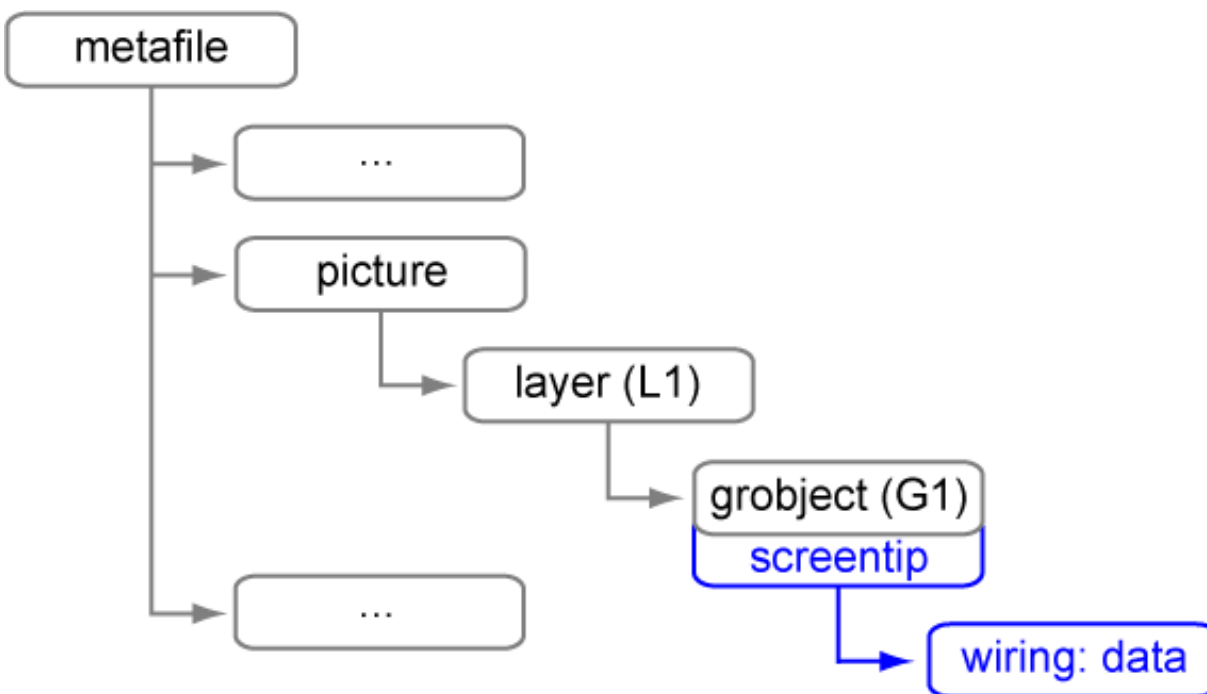 metafile
...
picture
layer (L1)
grobject (G1)
screentip
...
wiring: data